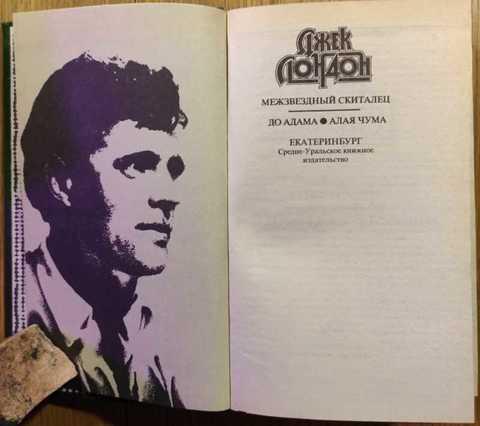 Джек
Лондон
МЕЖЗВЕЗДНЫЙ СКИТАЛЕЦ
ДО АДАМА ● АЛАЯ ЧУМА
ЕКАТЕРИНБУРГ
Средне-Уральское книжное
издательство